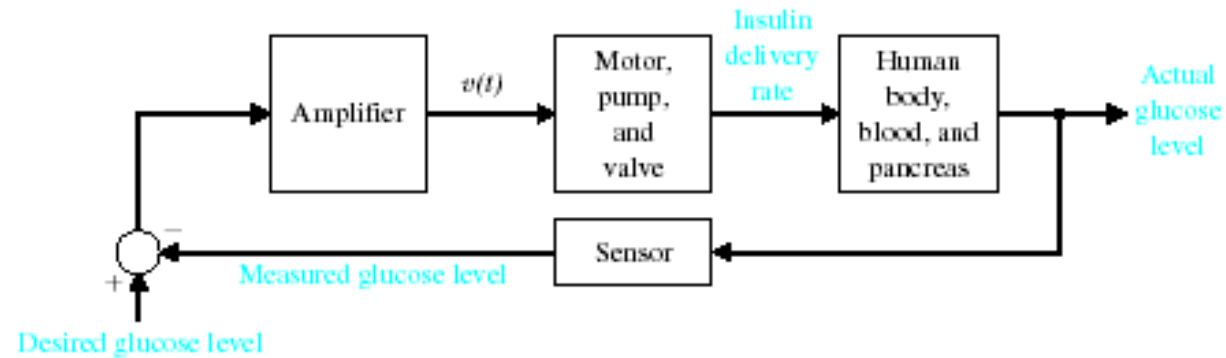 Amplifier
v(t)
Motor,
pump,
and
valve
Insulin
delivery
rate
Human
body,
blood, and
pancreas
Actual
glucose
level
−
+
Sensor
Measured glucose level
Desired glucose level